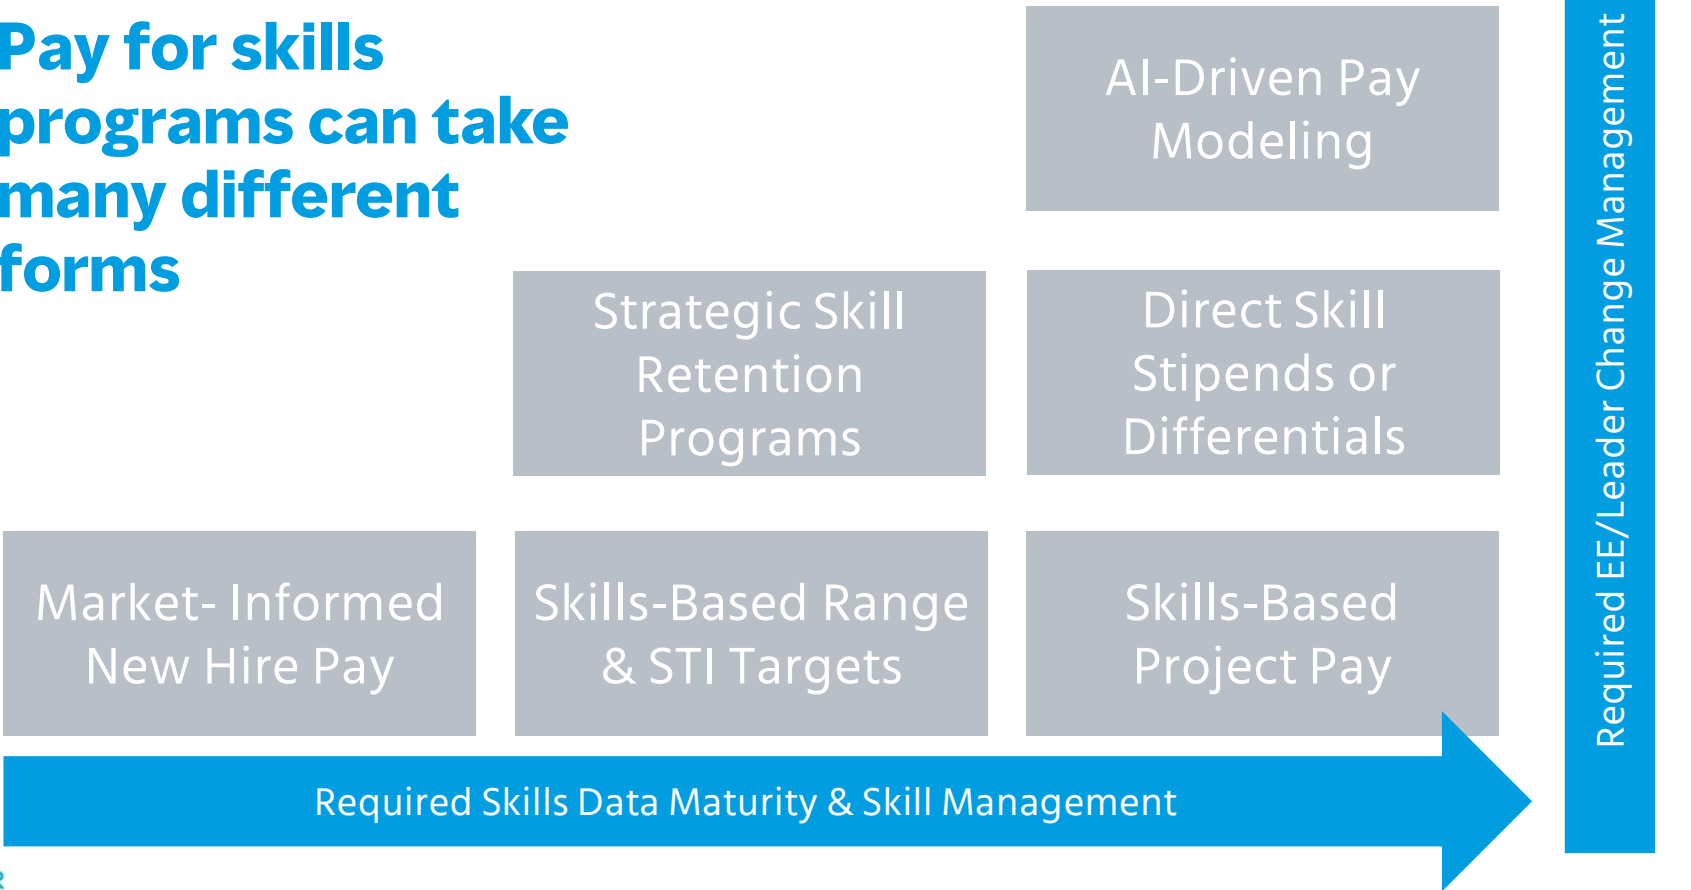 Pay for skills
programs can take
many different
forms
AI-Driven Pay
Modeling
Strategic Skill
Retention
Programs
Direct Skill
Stipends or
Differentials
Market- Informed
New Hire Pay
Skills-Based Range
& STI Targets
Skills-Based
Project Pay
Required Skills Data Maturity & Skill Management
Required EE/Leader Change Management